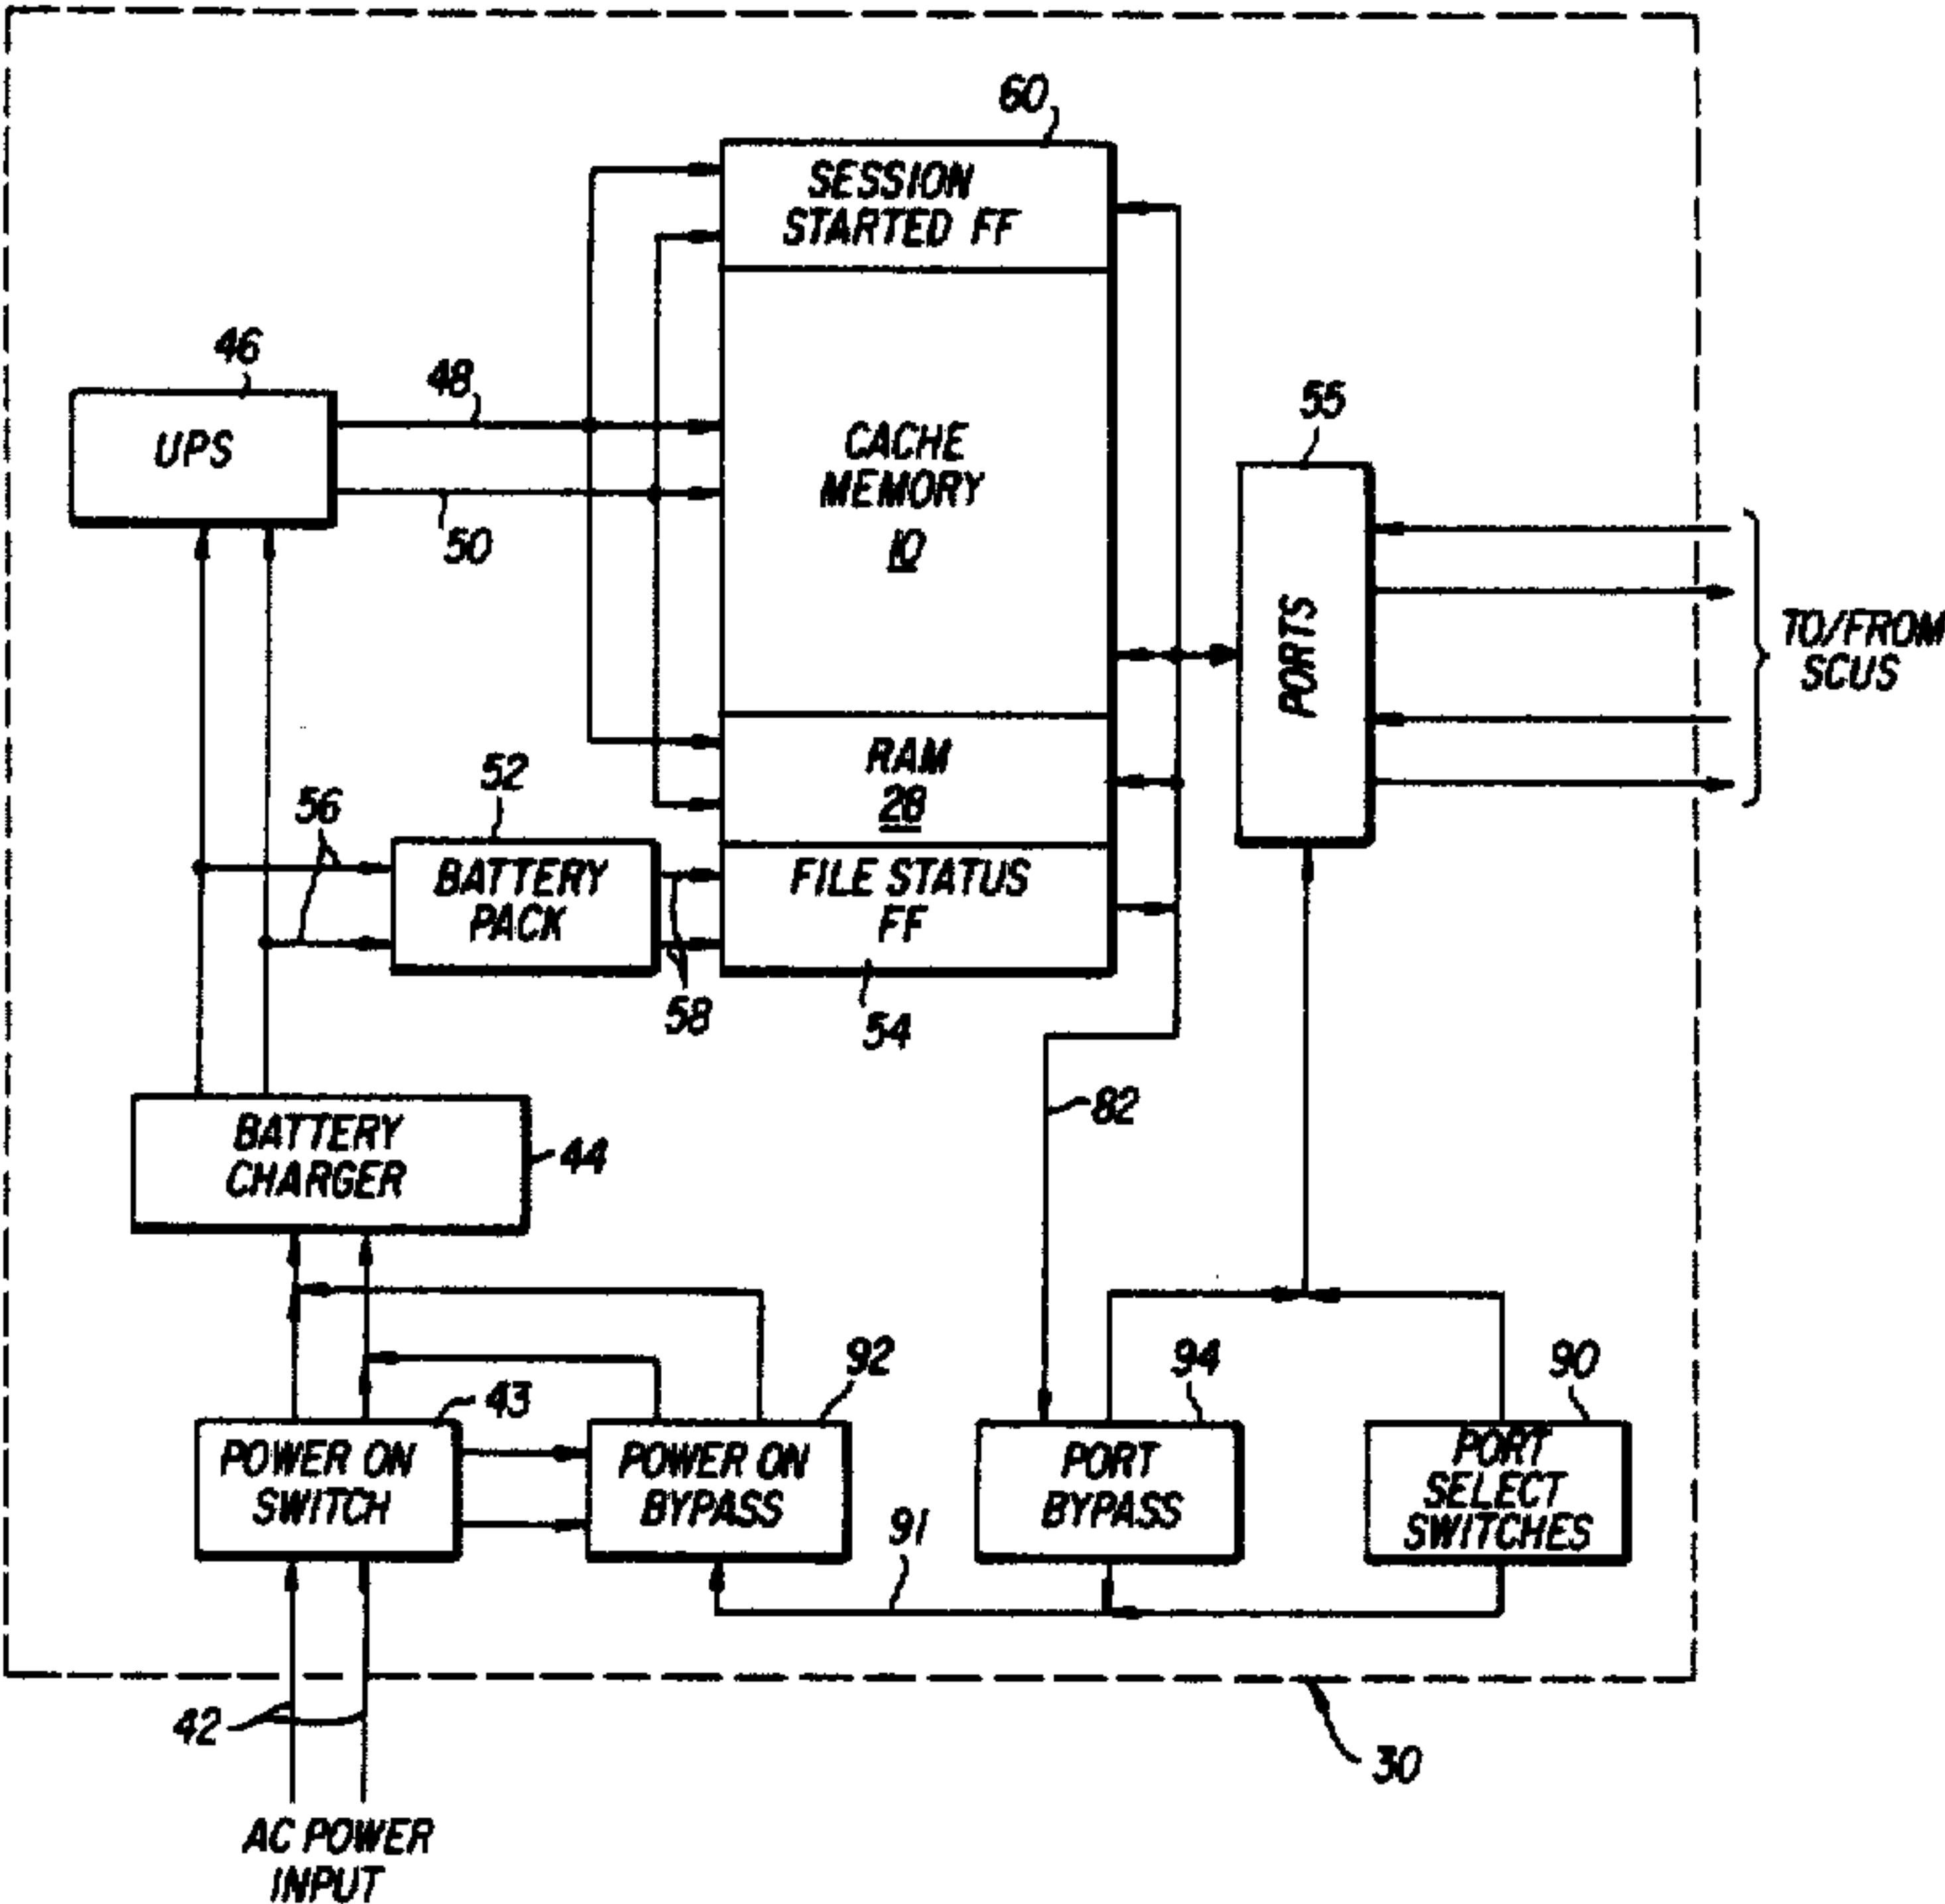 60
SESSION
STARTED FF
46
48
55
UPS
CACHE
MEMORY
10
50
PORTS
TO/FROM
SCUS
52
RAM
28
56
BATTERY
PACK
FILE STATUS
FF
58
54
82
BATTERY
CHARGER
44
92
94
90
43
POWER ON
SWITCH
POWER ON
BYPASS
PORT
BYPASS
PORT
SELECT
SWITCHES
91
42
30
AC POWER
INPUT